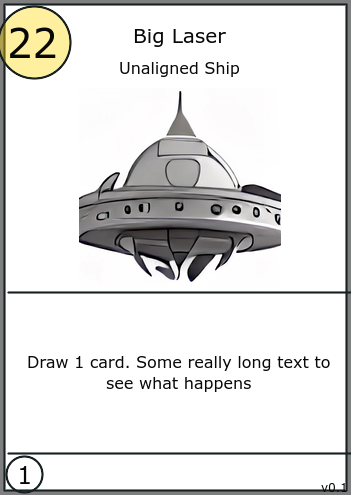 22
Big Laser
Unaligned Ship
Draw 1 card. Some really long text to
see what happens
1
v0.1